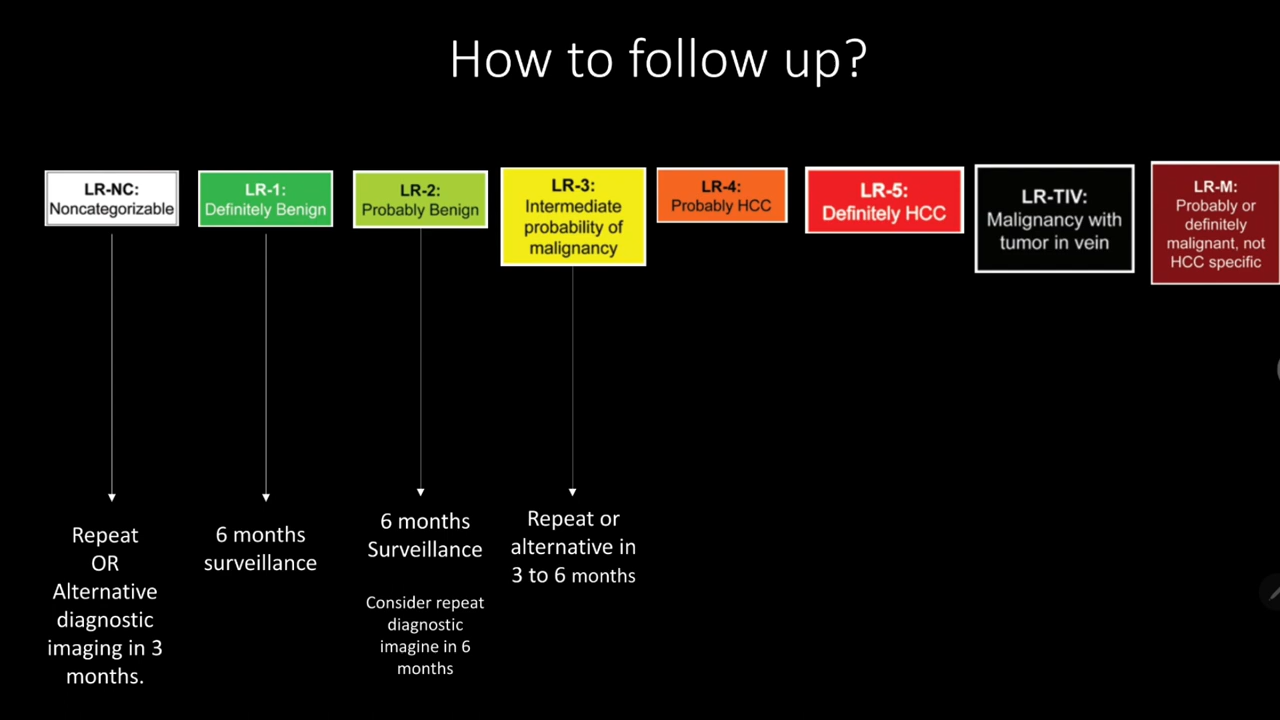 How to follow up?
LR-NC:
Noncategorizable
LR-1:
Definitely Benign
LR-2:
Probably Benign
LR-3:
Intermediate
probability of
malignancy
LR-4:
Probably HCC
LR-5:
Definitely HCC
LR-TIV:
Malignancy with
tumor in vein
LR-M:
Probably or
definitely
malignant, not
HCC specific
Repeat
OR
Alternative
diagnostic
imaging in 3
months.
6 months
surveillance
6 months
Surveillance
Consider repeat
diagnostic
imagine in 6
months
Repeat or
alternative in
3 to 6 months